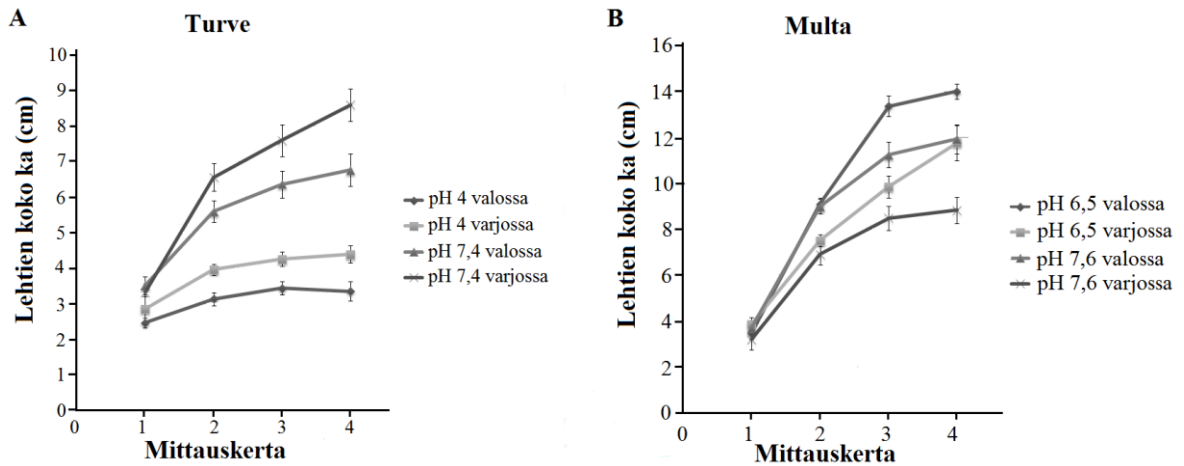 A
Turve
Lehtien koko ka (cm)
10
9
8
7
6
5
4
3
2
1
0
0
1
2
3
4
Mittauskerta
pH 4 valossa
pH 4 varjossa
pH 7,4 valossa
pH 7,4 varjossa
B
Multa
Lehtien koko ka (cm)
16
14
12
10
8
6
4
2
0
0
1
2
3
4
Mittauskerta
pH 6,5 valossa
pH 6,5 varjossa
pH 7,6 valossa
pH 7,6 varjossa